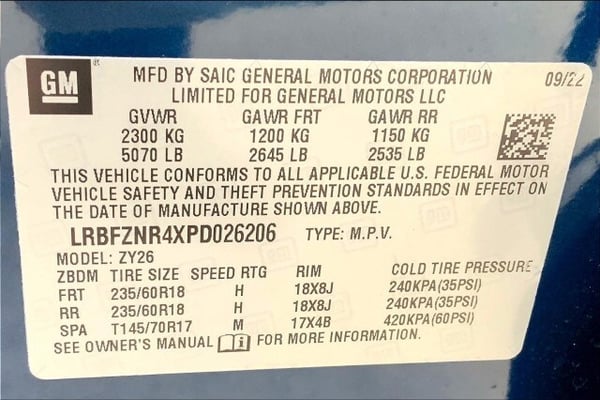 GM
MFD BY SAIC GENERAL MOTORS CORPORATION 09/22
LIMITED FOR GENERAL MOTORS LLC
GVWR GAWR FRT GAWR RR
2300 KG 1200 KG 1150 KG
5070 LB 2645 LB 2535 LB
THIS VEHICLE CONFORMS TO ALL APPLICABLE U.S. FEDERAL MOTOR
VEHICLE SAFETY AND THEFT PREVENTION STANDARDS IN EFFECT ON
THE DATE OF MANUFACTURE SHOWN ABOVE.
LRBFZNR4XPD026206 TYPE: M.P.V.
MODEL: ZY26
ZBDM TIRE SIZE SPEED RTG RIM COLD TIRE PRESSURE
FRT 235/60R18 H 18X8J 240KPA(35PSI)
RR 235/60R18 H 18X8J 240KPA(35PSI)
SPA T145/70R17 M 17X4B 420KPA(60PSI)
SEE OWNER'S MANUAL i FOR MORE INFORMATION.